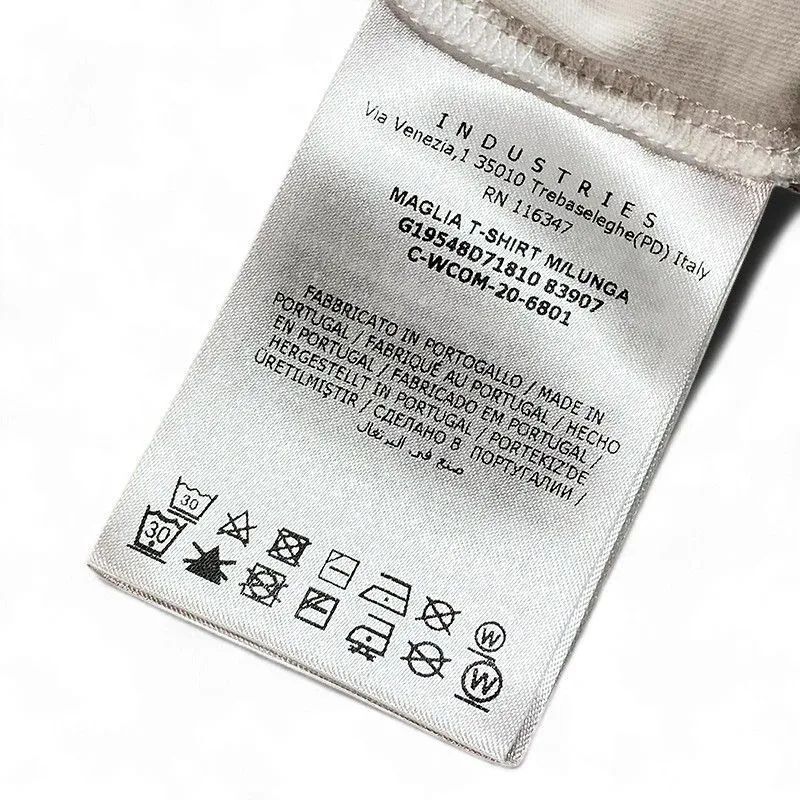 INDUSTRIES
Via Venezia,1 35010 Trebaseleghe(PD) Italy
RN 116347
MAGLIA T-SHIRT M/LUNGA
G19548D71810 83907
C-WCOM-20-6801
FABBRICATO IN PORTOGALLO / MADE IN
PORTUGAL / FABRIQUÉ AU PORTUGAL / HECHO
EN PORTUGAL / FABRICADO EM PORTUGAL /
HERGESTELLT IN PORTUGAL / PORTEKIZ'DE
ÜRETILMIŞTIR / СДЕЛАНО В ПОРТУГАЛИИ /
صنع في البرتغال
30
W
30
W